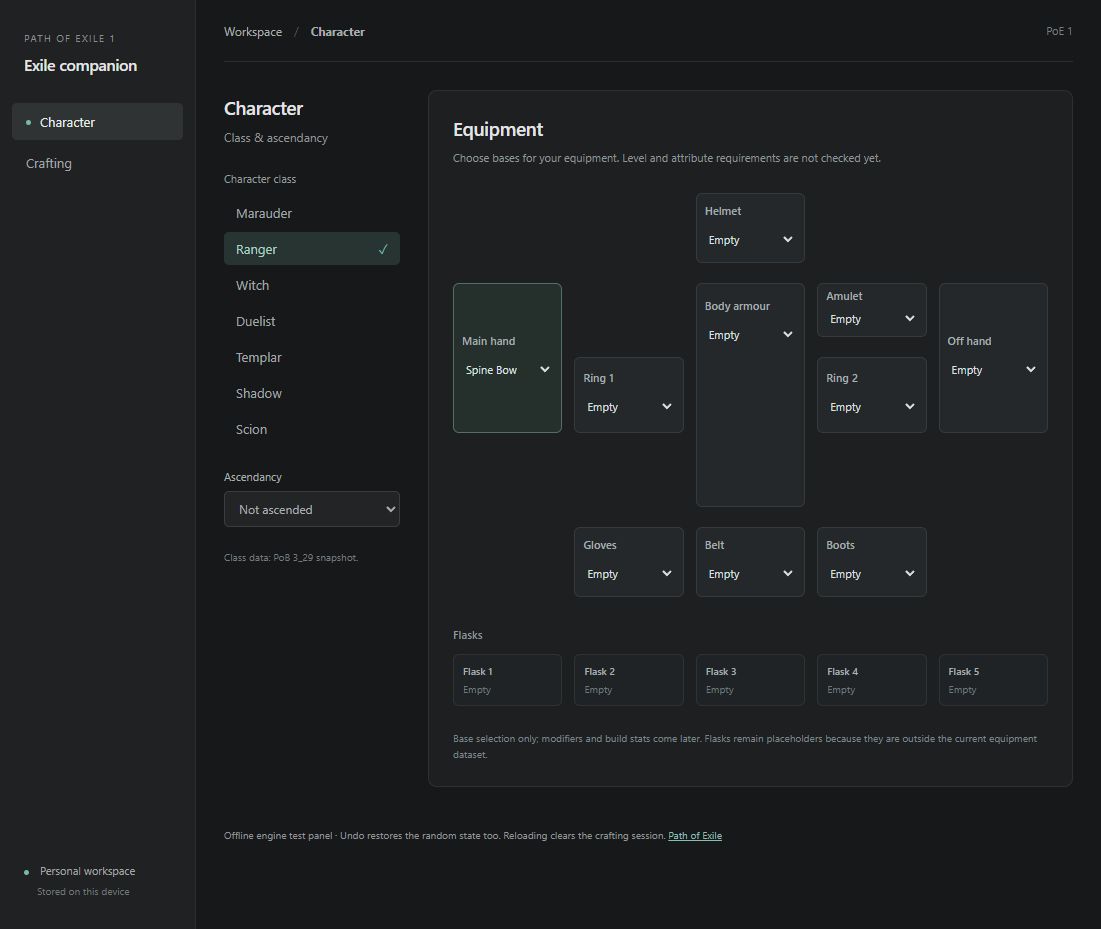 PATH OF EXILE 1
Exile companion
Character
Crafting
Personal workspace
Stored on this device
Workspace / Character
PoE 1
Character
Class & ascendancy
Character class
Marauder
Ranger ✓
Witch
Duelist
Templar
Shadow
Scion
Ascendancy
Not ascended
Class data: PoB 3_29 snapshot.
Equipment
Choose bases for your equipment. Level and attribute requirements are not checked yet.
Helmet
Empty
Main hand
Spine Bow
Ring 1
Empty
Body armour
Empty
Amulet
Empty
Ring 2
Empty
Off hand
Empty
Gloves
Empty
Belt
Empty
Boots
Empty
Flasks
Flask 1
Empty
Flask 2
Empty
Flask 3
Empty
Flask 4
Empty
Flask 5
Empty
Base selection only; modifiers and build stats come later. Flasks remain placeholders because they are outside the current equipment
dataset.
Offline engine test panel · Undo restores the random state too. Reloading clears the crafting session. Path of Exile